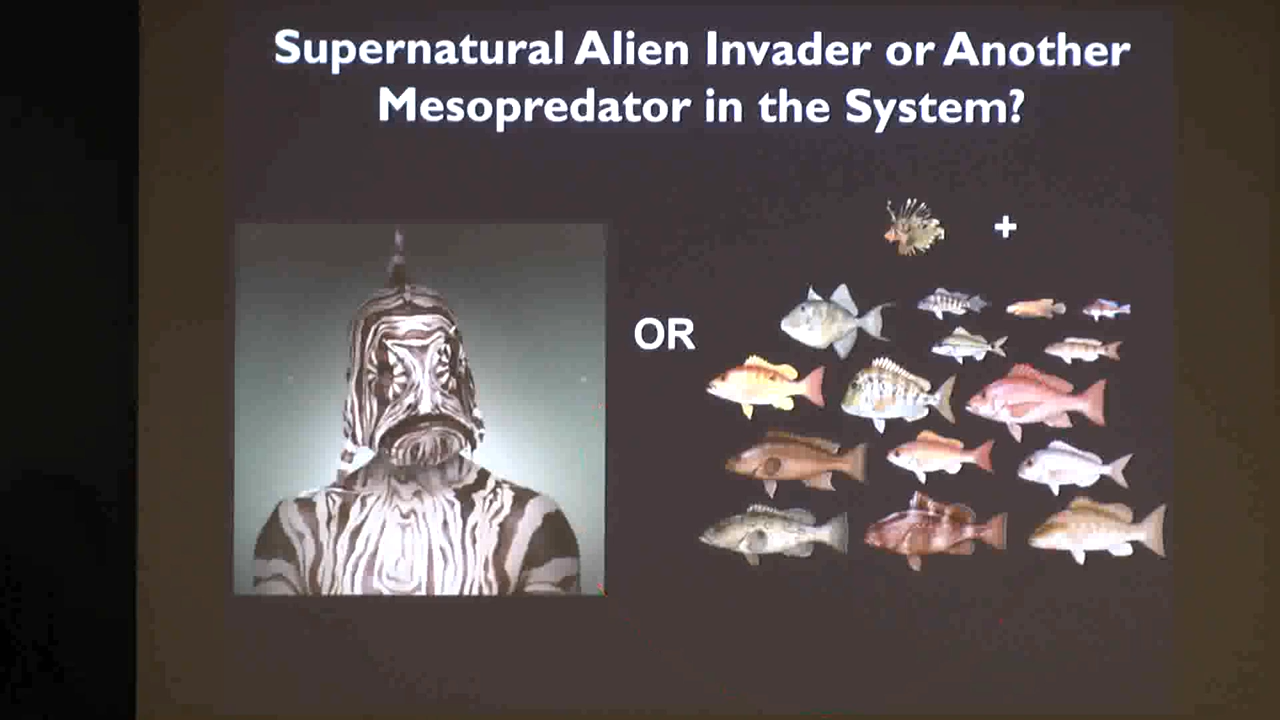 Supernatural Alien Invader or Another
Mesopredator in the System?
+
OR